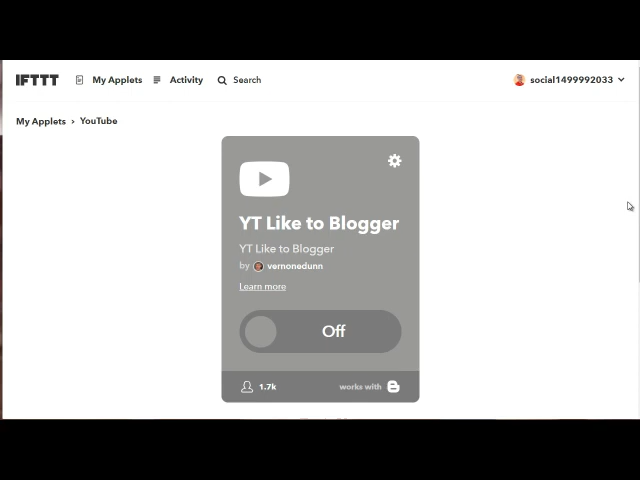 IFTTT My Applets Activity Search social1499992033
My Applets › YouTube
YT Like to Blogger
YT Like to Blogger
by vernonedunn
Learn more
Off
1.7k works with